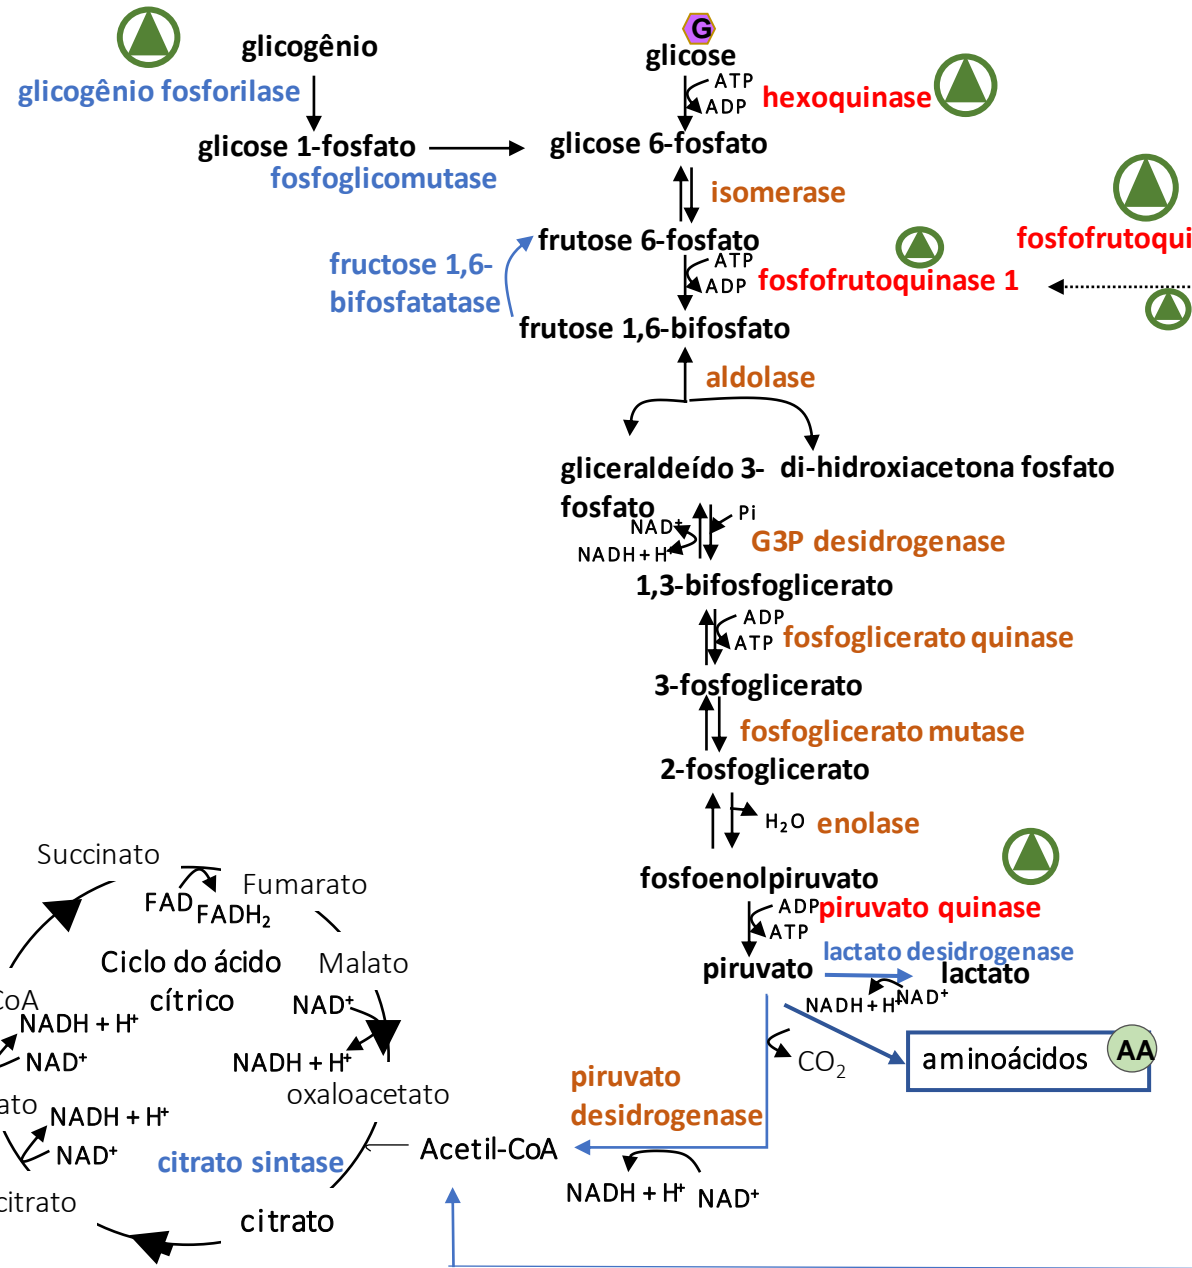 G
glicogênio
glicose
glicogênio fosforilase
ATP
ADP
hexoquinase
glicose 1-fosfato
glicose 6-fosfato
fosfoglicomutase
isomerase
frutose 6-fosfato
fosfofrutoqui
fructose 1,6-
bifosfatatase
ATP
ADP
fosfofrutoquinase 1
frutose 1,6-bifosfato
aldolase
gliceraldeído 3-
fosfato
di-hidroxiacetona fosfato
Pi
NAD⁺
NADH + H⁺
G3P desidrogenase
1,3-bifosfoglicerato
ADP
ATP
fosfoglicerato quinase
3-fosfoglicerato
fosfoglicerato mutase
2-fosfoglicerato
H₂O
enolase
fosfoenolpiruvato
ADP
ATP
piruvato quinase
lactato desidrogenase
piruvato
lactato
NADH + H⁺
NAD⁺
CO₂
aminoácidos
AA
piruvato
desidrogenase
Acetil-CoA
NADH + H⁺
NAD⁺
Succinato
FAD
FADH₂
Fumarato
Ciclo do ácido
cítrico
Malato
NAD⁺
NADH + H⁺
CoA
NADH + H⁺
NAD⁺
oxaloacetato
ato
NADH + H⁺
NAD⁺
citrato sintase
citrato
citrato